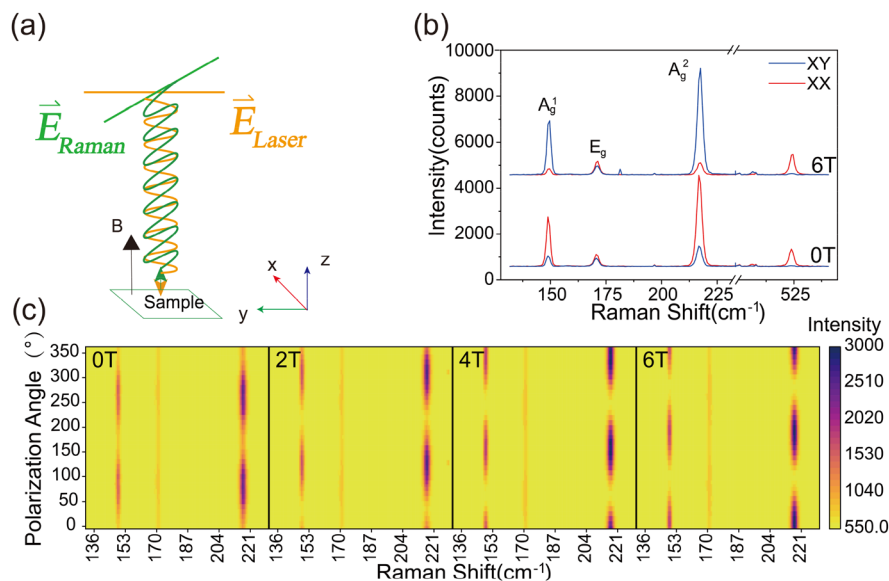 (a)
E Raman
E Laser
B
Sample
x
y
z
(b)
Intensity(counts)
10000
8000
6000
4000
2000
0
A_g^1
E_g
A_g^2
XY
XX
6T
0T
150 175 200 225 525
Raman Shift(cm⁻¹)
(c)
Polarization Angle (°)
350
300
250
200
150
100
50
0
0T 2T 4T 6T
136 153 170 187 204 221 136 153 170 187 204 221 136 153 170 187 204 221 136 153 170 187 204 221
Raman Shift(cm⁻¹)
Intensity
3000
2510
2020
1530
1040
550.0